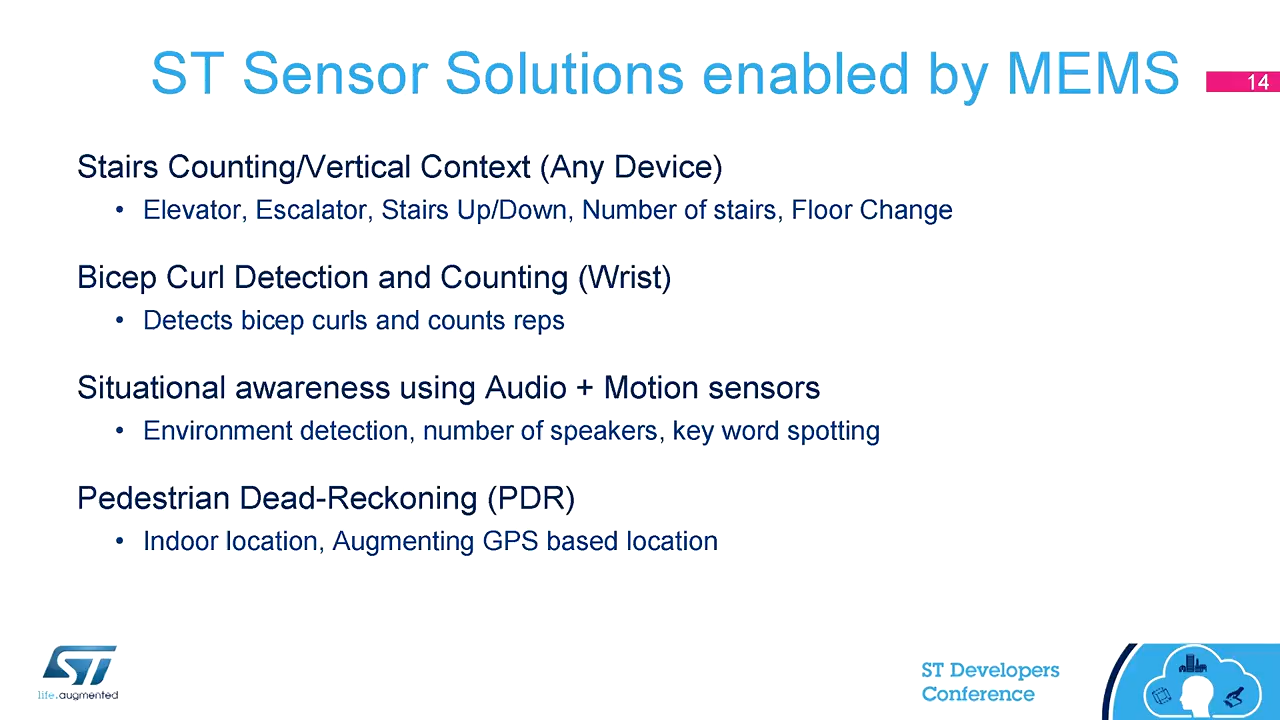 ST Sensor Solutions enabled by MEMS
14
Stairs Counting/Vertical Context (Any Device)
• Elevator, Escalator, Stairs Up/Down, Number of stairs, Floor Change
Bicep Curl Detection and Counting (Wrist)
• Detects bicep curls and counts reps
Situational awareness using Audio + Motion sensors
• Environment detection, number of speakers, key word spotting
Pedestrian Dead-Reckoning (PDR)
• Indoor location, Augmenting GPS based location
ST
life.augmented
ST Developers
Conference